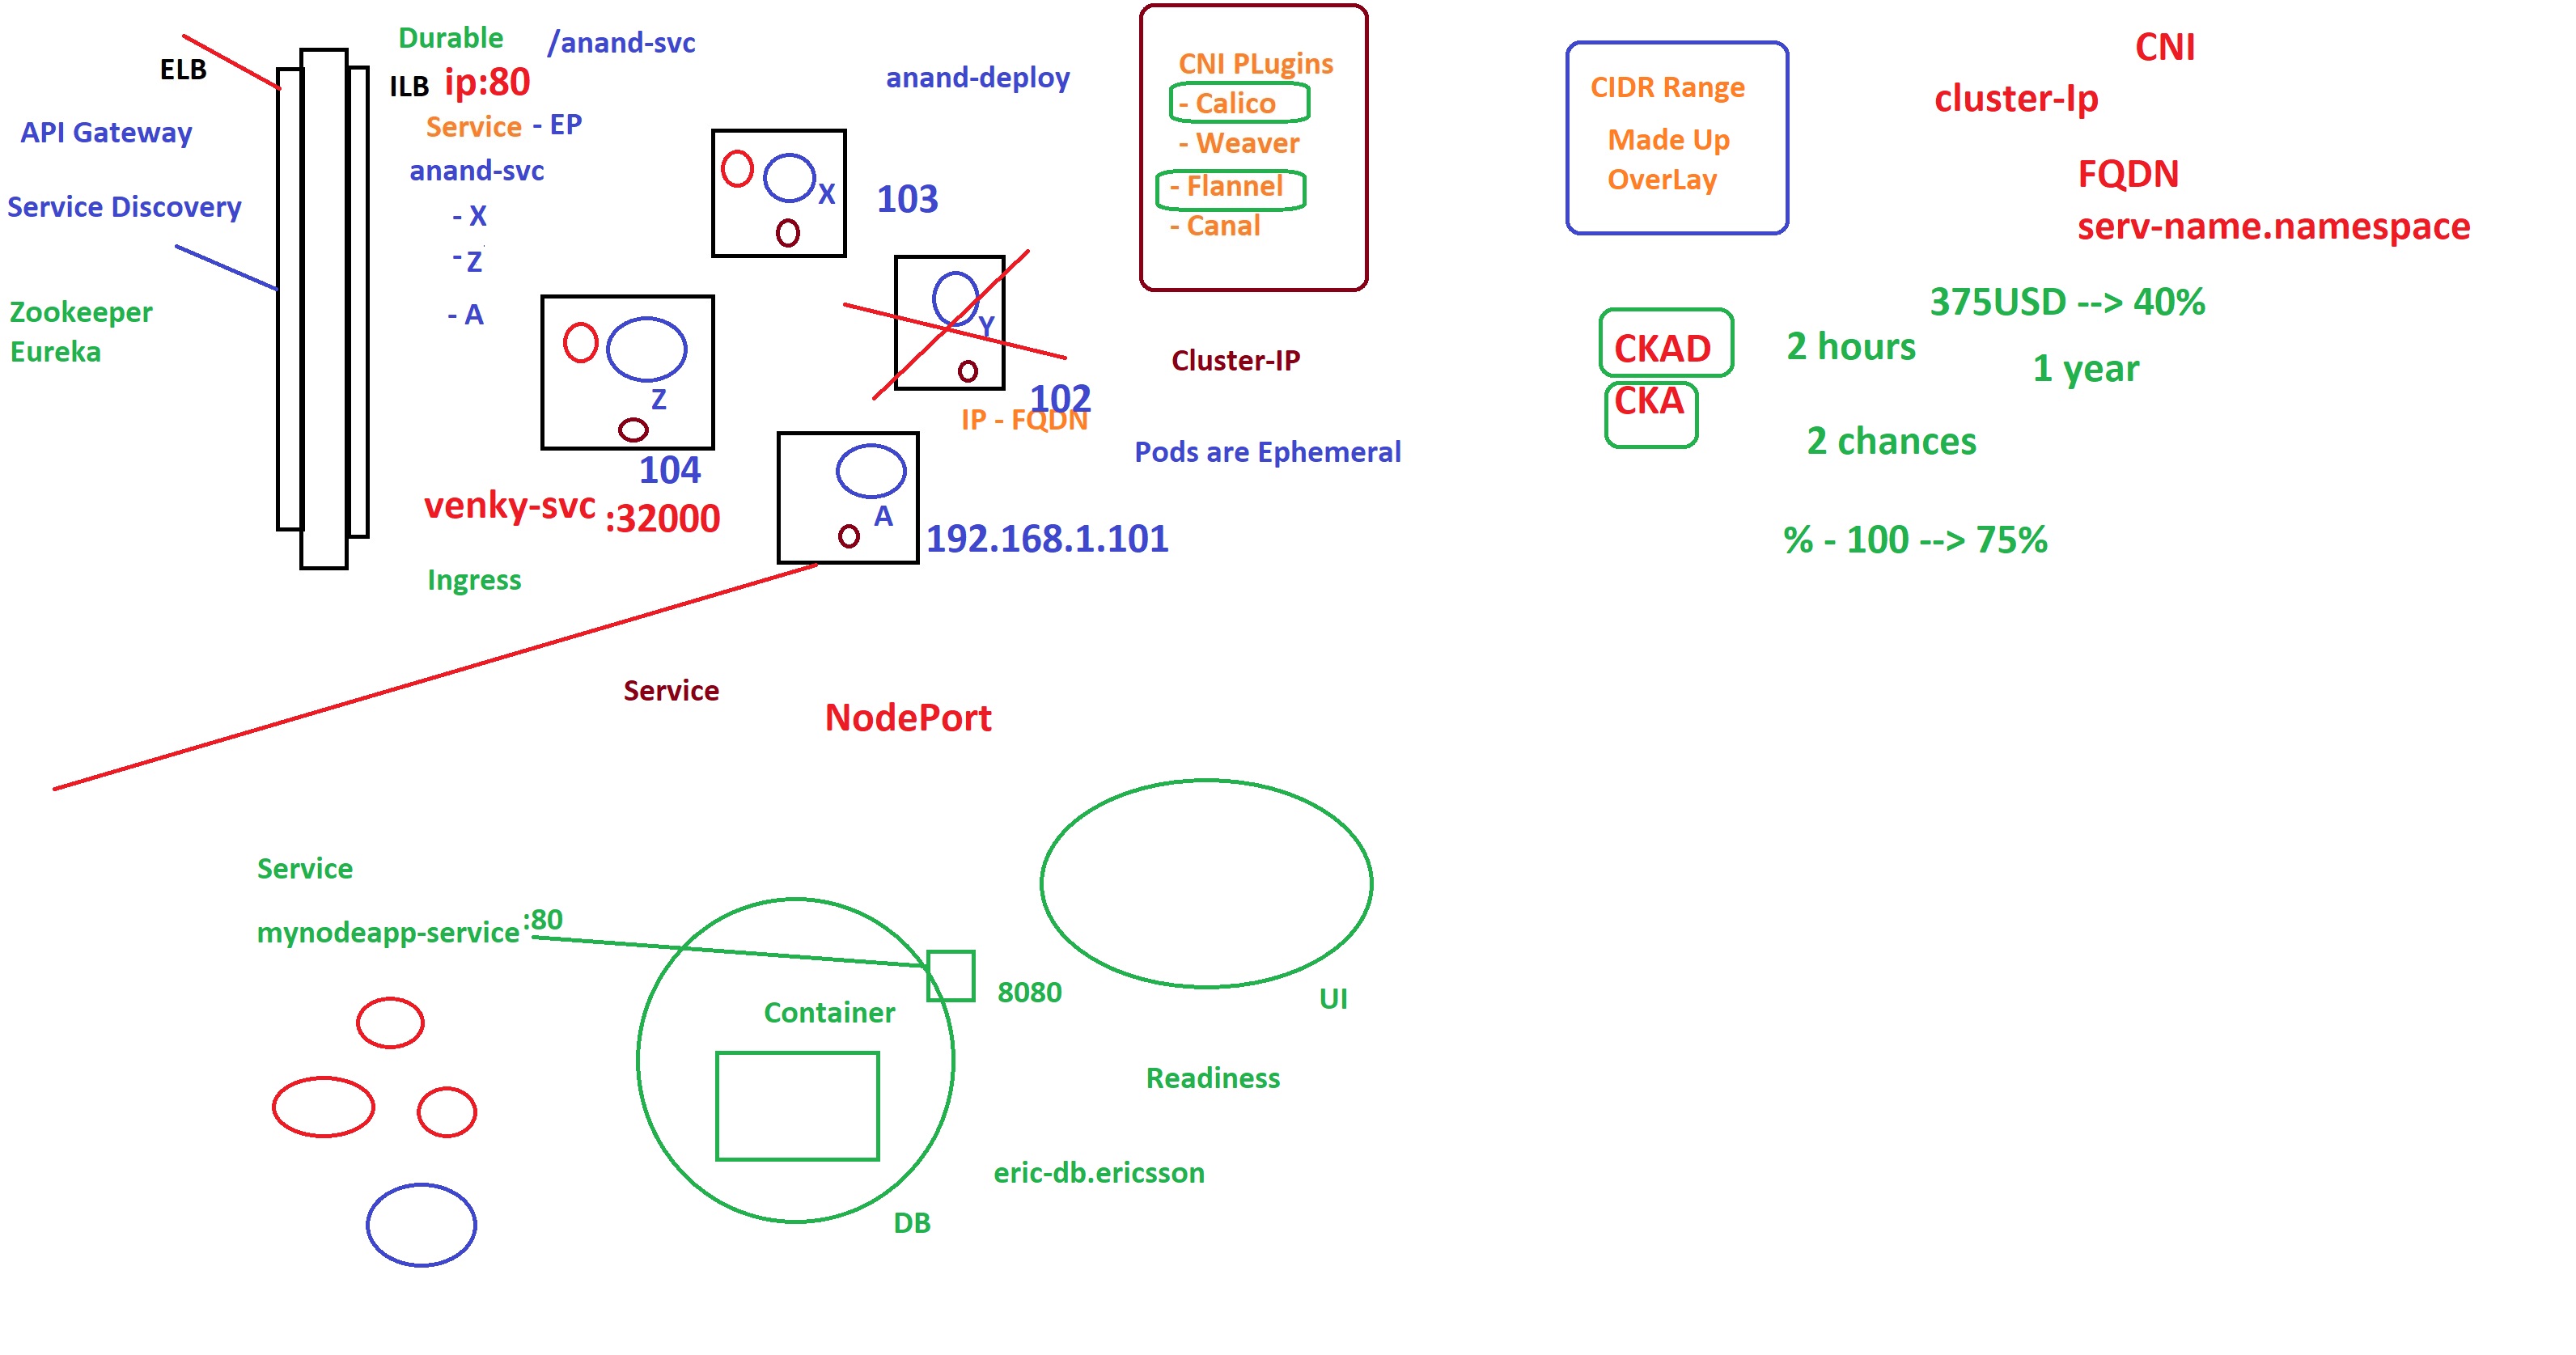 ELB
API Gateway
Service Discovery
Zookeeper
Eureka
Durable
/anand-svc
ILB
ip:80
Service - EP
anand-svc
- X
- Z
- A
anand-deploy
X
103
Y
102
IP - FQDN
Z
104
A
192.168.1.101
venky-svc :32000
Ingress
CNI PLugins
- Calico
- Weaver
- Flannel
- Canal
Cluster-IP
Pods are Ephemeral
CIDR Range
Made Up
OverLay
CNI
cluster-Ip
FQDN
serv-name.namespace
375USD --> 40%
CKAD
2 hours
1 year
CKA
2 chances
% - 100 --> 75%
Service
NodePort
Service
mynodeapp-service:80
Container
8080
UI
Readiness
eric-db.ericsson
DB